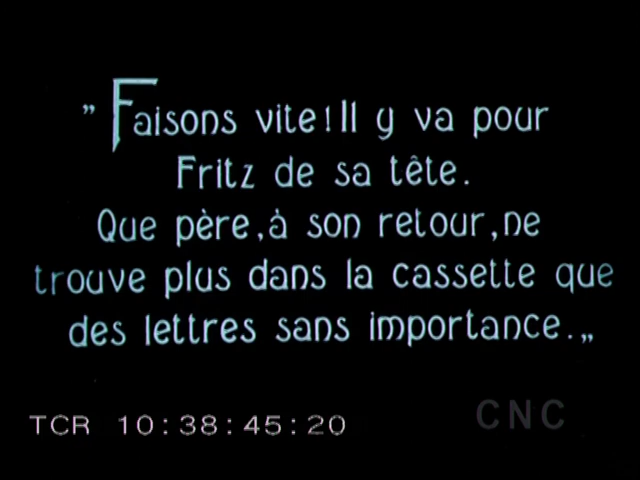 ” Faisons vite! Il y va pour
Fritz de sa tête.
Que père, à son retour, ne
trouve plus dans la cassette que
des lettres sans importance. „
TCR 10:38:45:20
CNC